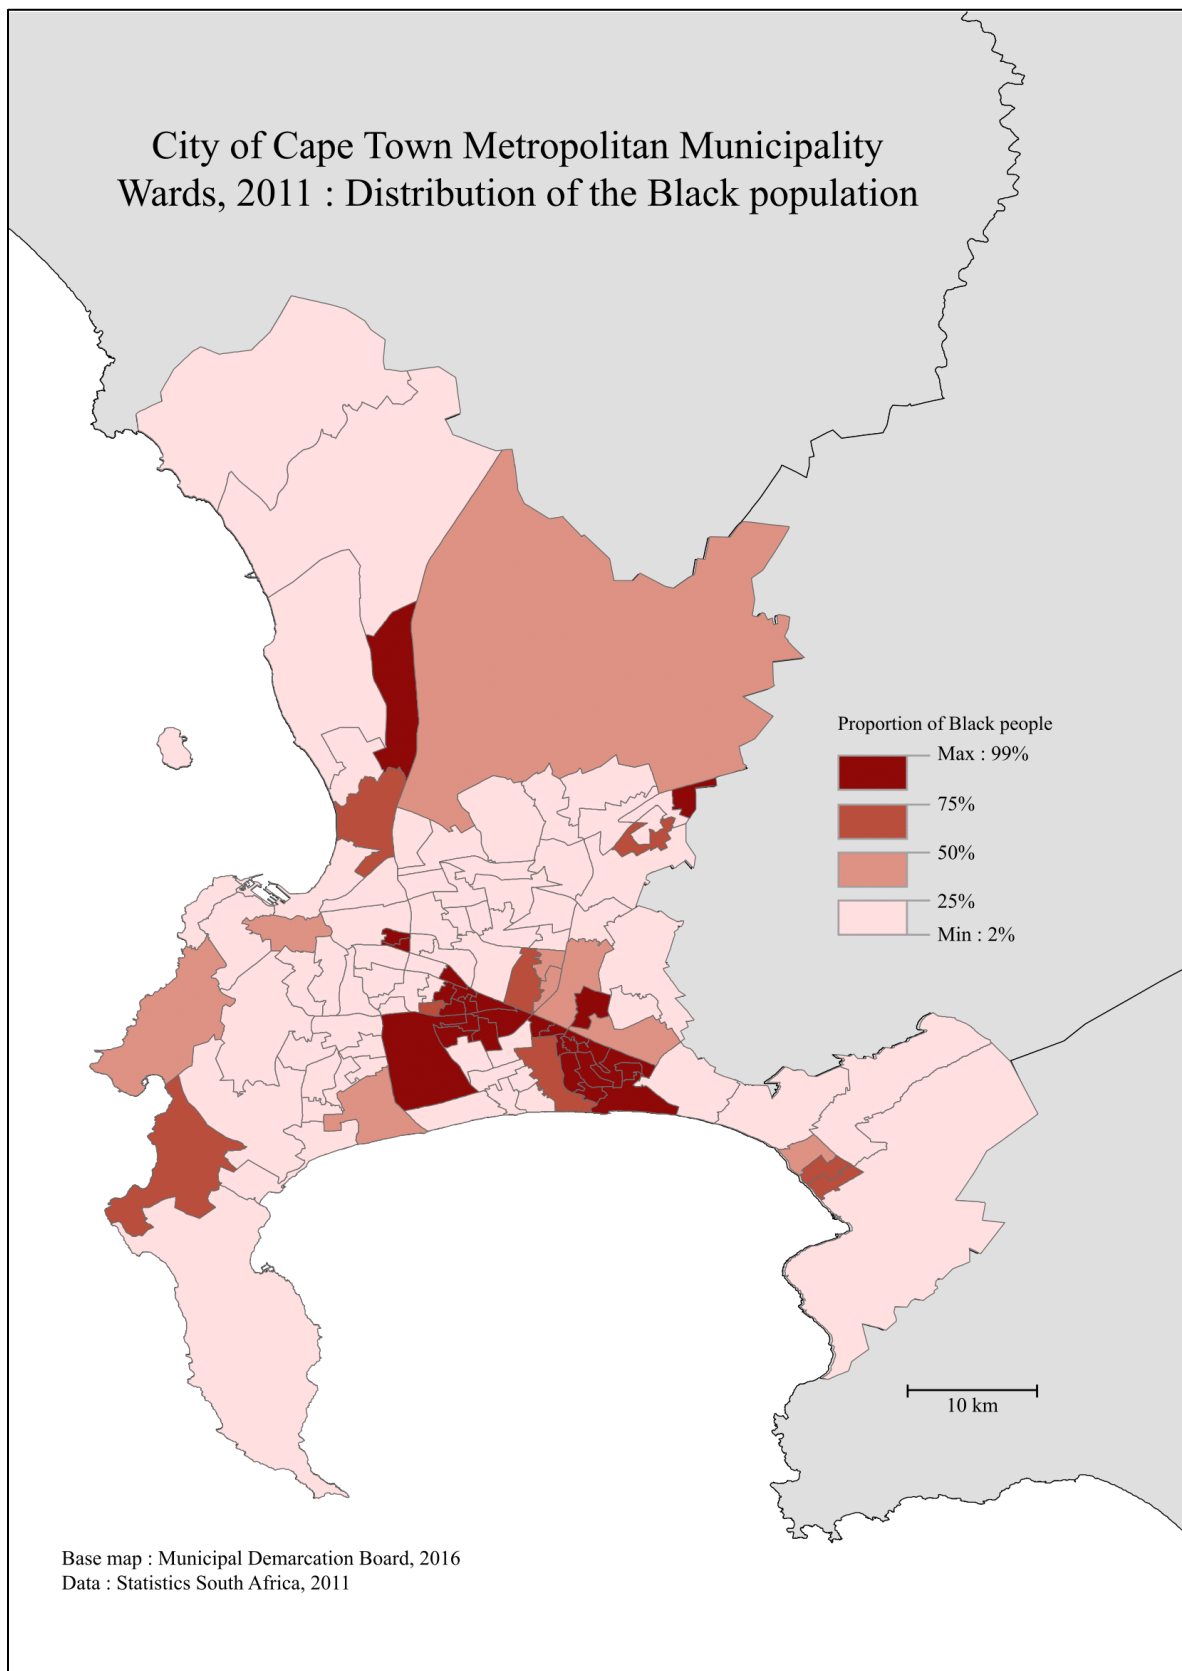 City of Cape Town Metropolitan Municipality
Wards, 2011 : Distribution of the Black population
Proportion of Black people
Max : 99%
75%
50%
25%
Min : 2%
10 km
Base map : Municipal Demarcation Board, 2016
Data : Statistics South Africa, 2011